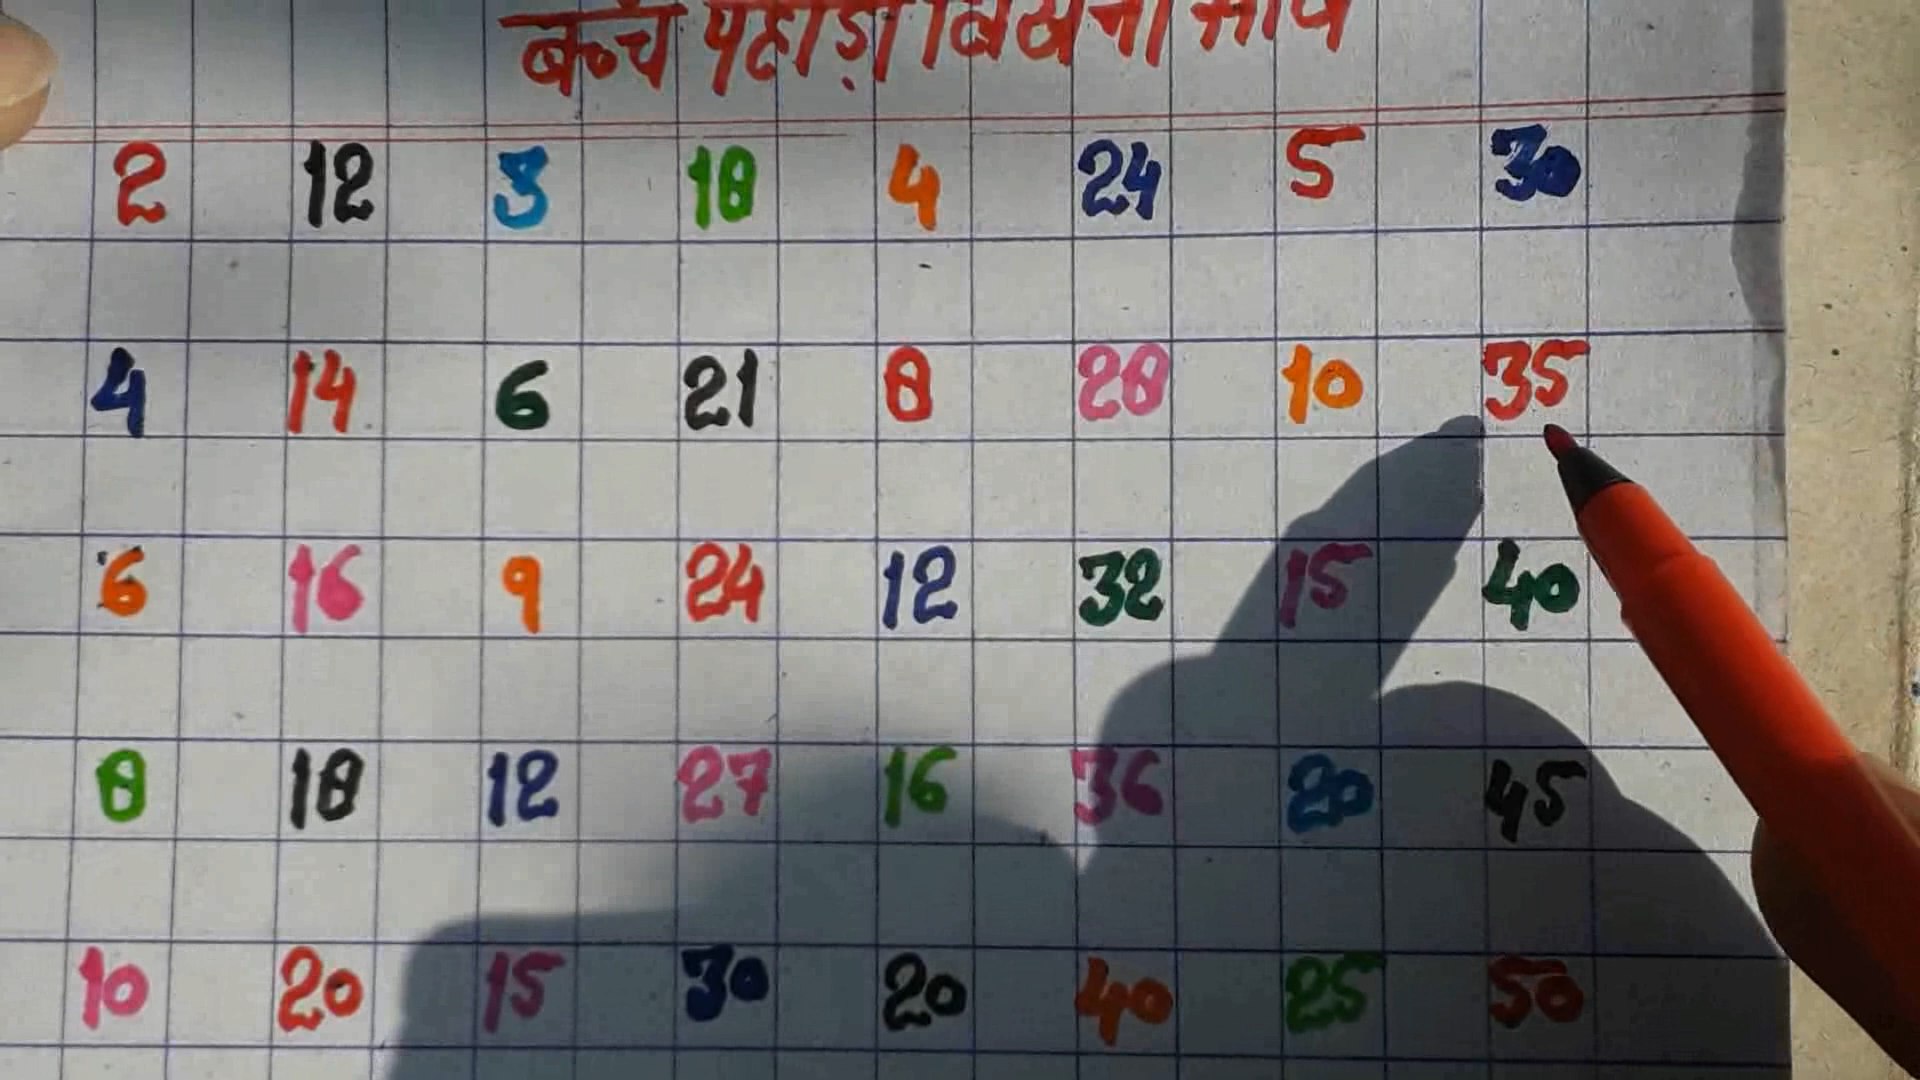 बच्चे पहाड़ा लिखना सीखे
2 12 3 18 4 24 5 30
4 14 6 21 8 28 10 35
6 16 9 24 12 32 15 40
8 18 12 27 16 36 20 45
10 20 15 30 20 40 25 50